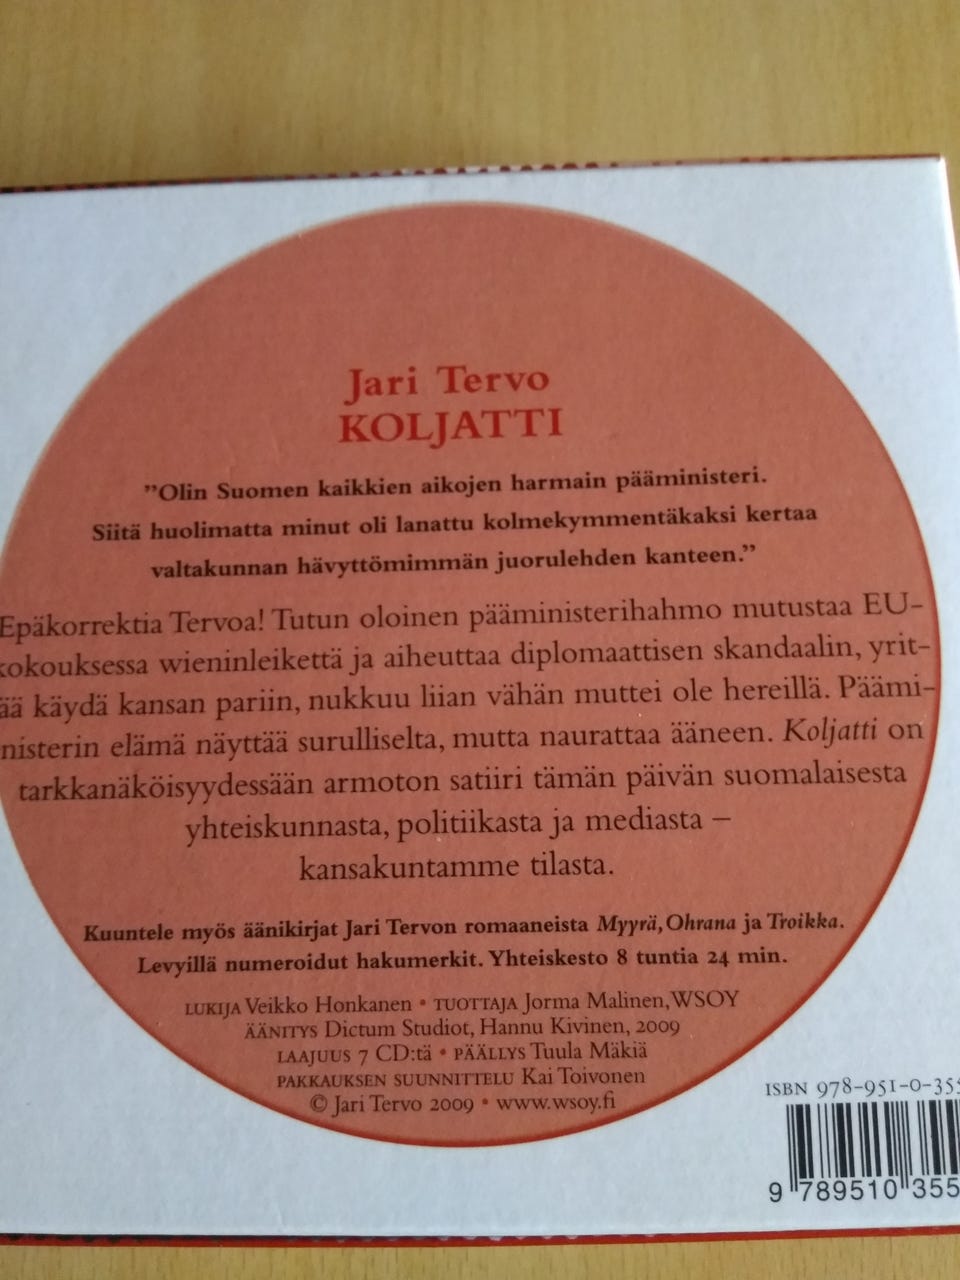 Jari Tervo
KOLJATTI
”Olin Suomen kaikkien aikojen harmain pääministeri.
Siitä huolimatta minut oli lanattu kolmekymmentäkaksi kertaa
valtakunnan hävyttömimmän juorulehden kanteen.”
Epäkorrektia Tervoa! Tutun oloinen pääministerihahmo mutustaa EU-
kokouksessa wieninleikettä ja aiheuttaa diplomaattisen skandaalin, yrit-
ää käydä kansan pariin, nukkuu liian vähän muttei ole hereillä. Päämi-
nisterin elämä näyttää surulliselta, mutta naurattaa ääneen. Koljatti on
tarkkanäköisyydessään armoton satiiri tämän päivän suomalaisesta
yhteiskunnasta, politiikasta ja mediasta –
kansakuntamme tilasta.
Kuuntele myös äänikirjat Jari Tervon romaaneista Myyrä, Ohrana ja Troikka.
Levyillä numeroidut hakumerkit. Yhteiskesto 8 tuntia 24 min.
LUKIJA Veikko Honkanen • TUOTTAJA Jorma Malinen, WSOY
ÄÄNITYS Dictum Studiot, Hannu Kivinen, 2009
LAAJUUS 7 CD:tä • PÄÄLLYS Tuula Mäkiä
PAKKAUKSEN SUUNNITTELU Kai Toivonen
© Jari Tervo 2009 • www.wsoy.fi
ISBN 978-951-0-355
9 789510 355